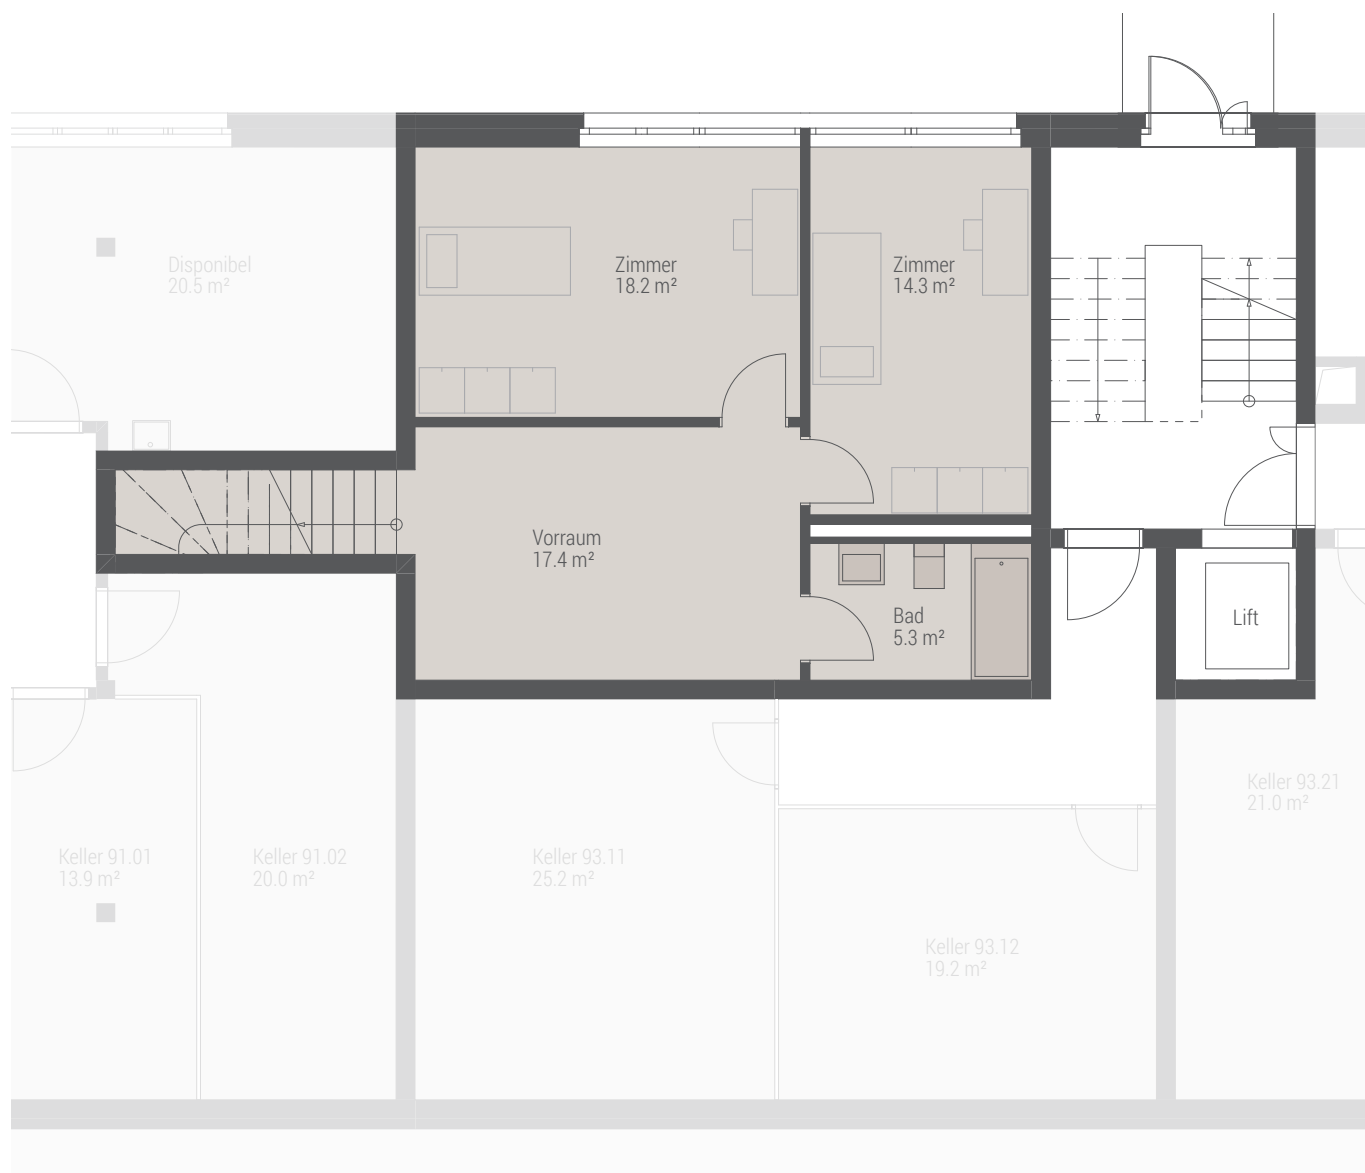 Disponibel
20.5 m²
Zimmer
18.2 m²
Zimmer
14.3 m²
Vorraum
17.4 m²
Bad
5.3 m²
Lift
Keller 91.01
13.9 m²
Keller 91.02
20.0 m²
Keller 93.11
25.2 m²
Keller 93.12
19.2 m²
Keller 93.21
21.0 m²